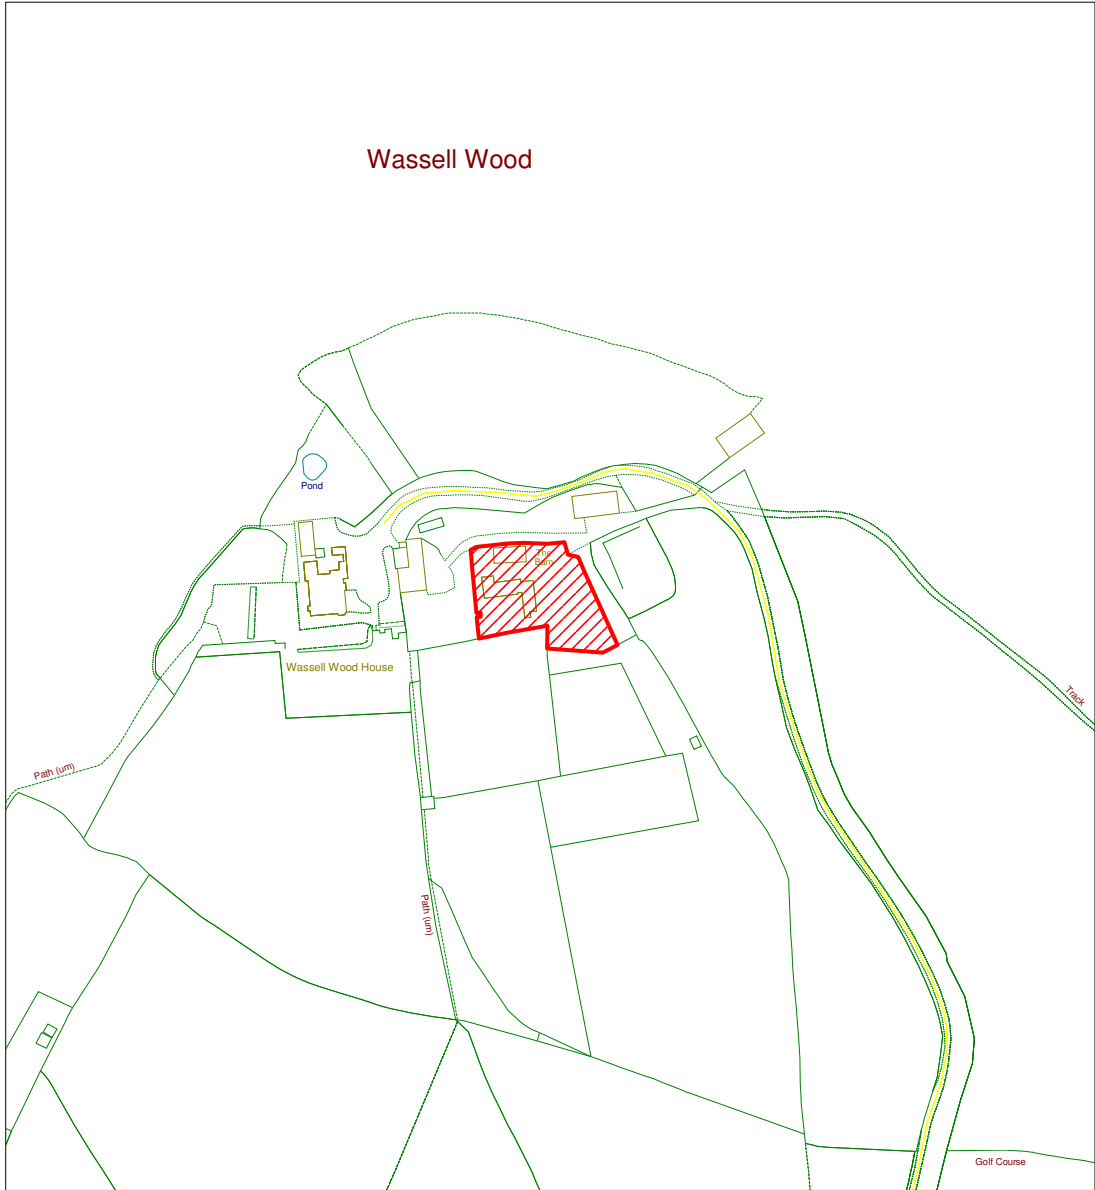 Wassell Wood
Pond
The
Barn
Wassell Wood House
Track
Path (um)
Path (um)
Golf Course